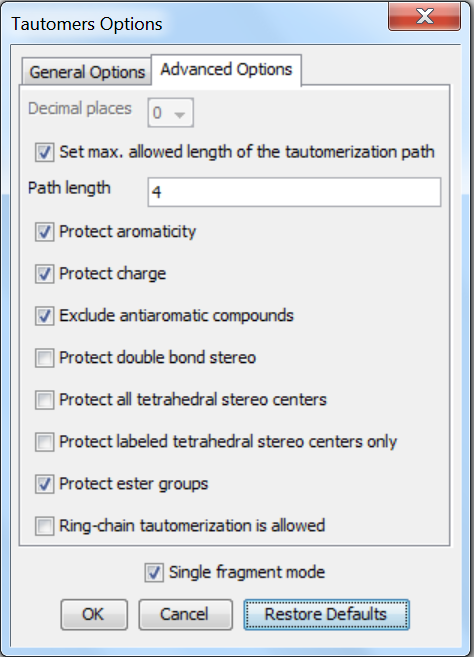 Tautomers Options
General Options
Advanced Options
Decimal places
0
Set max. allowed length of the tautomerization path
Path length
4
Protect aromaticity
Protect charge
Exclude antiaromatic compounds
Protect double bond stereo
Protect all tetrahedral stereo centers
Protect labeled tetrahedral stereo centers only
Protect ester groups
Ring-chain tautomerization is allowed
Single fragment mode
OK
Cancel
Restore Defaults